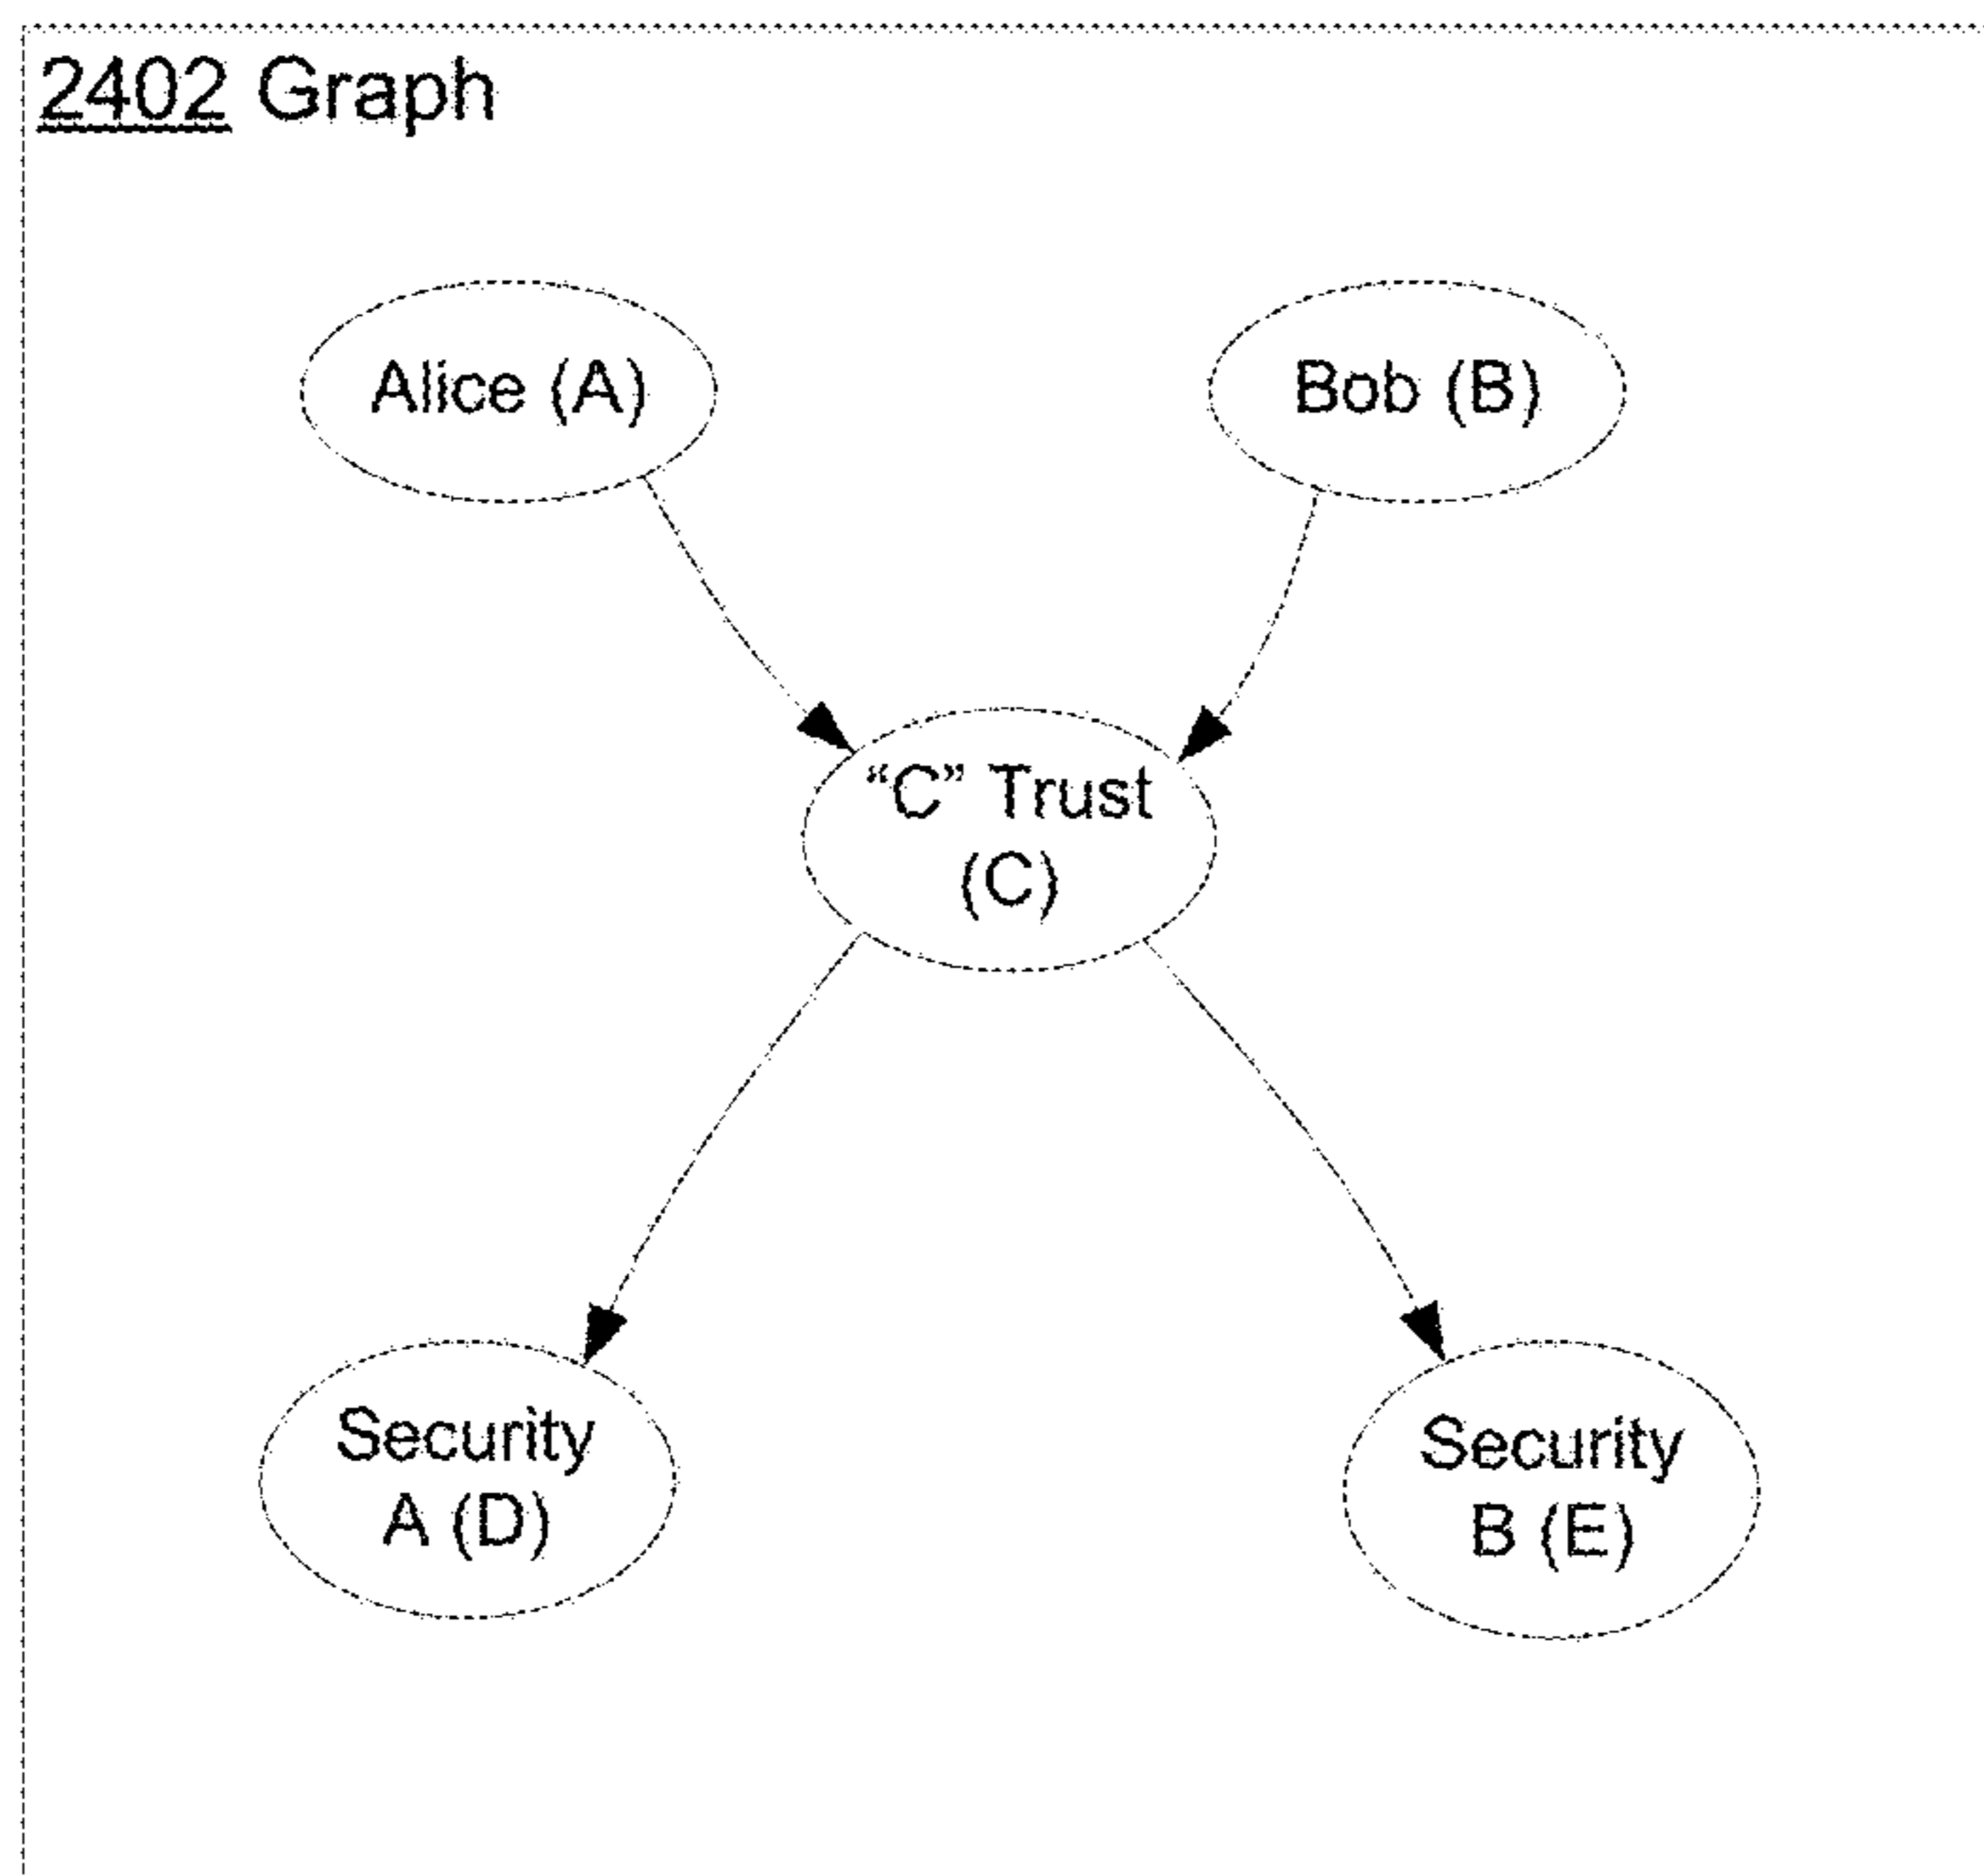 2402 Graph
Alice (A)
Bob (B)
“C” Trust
(C)
Security
A (D)
Security
B (E)